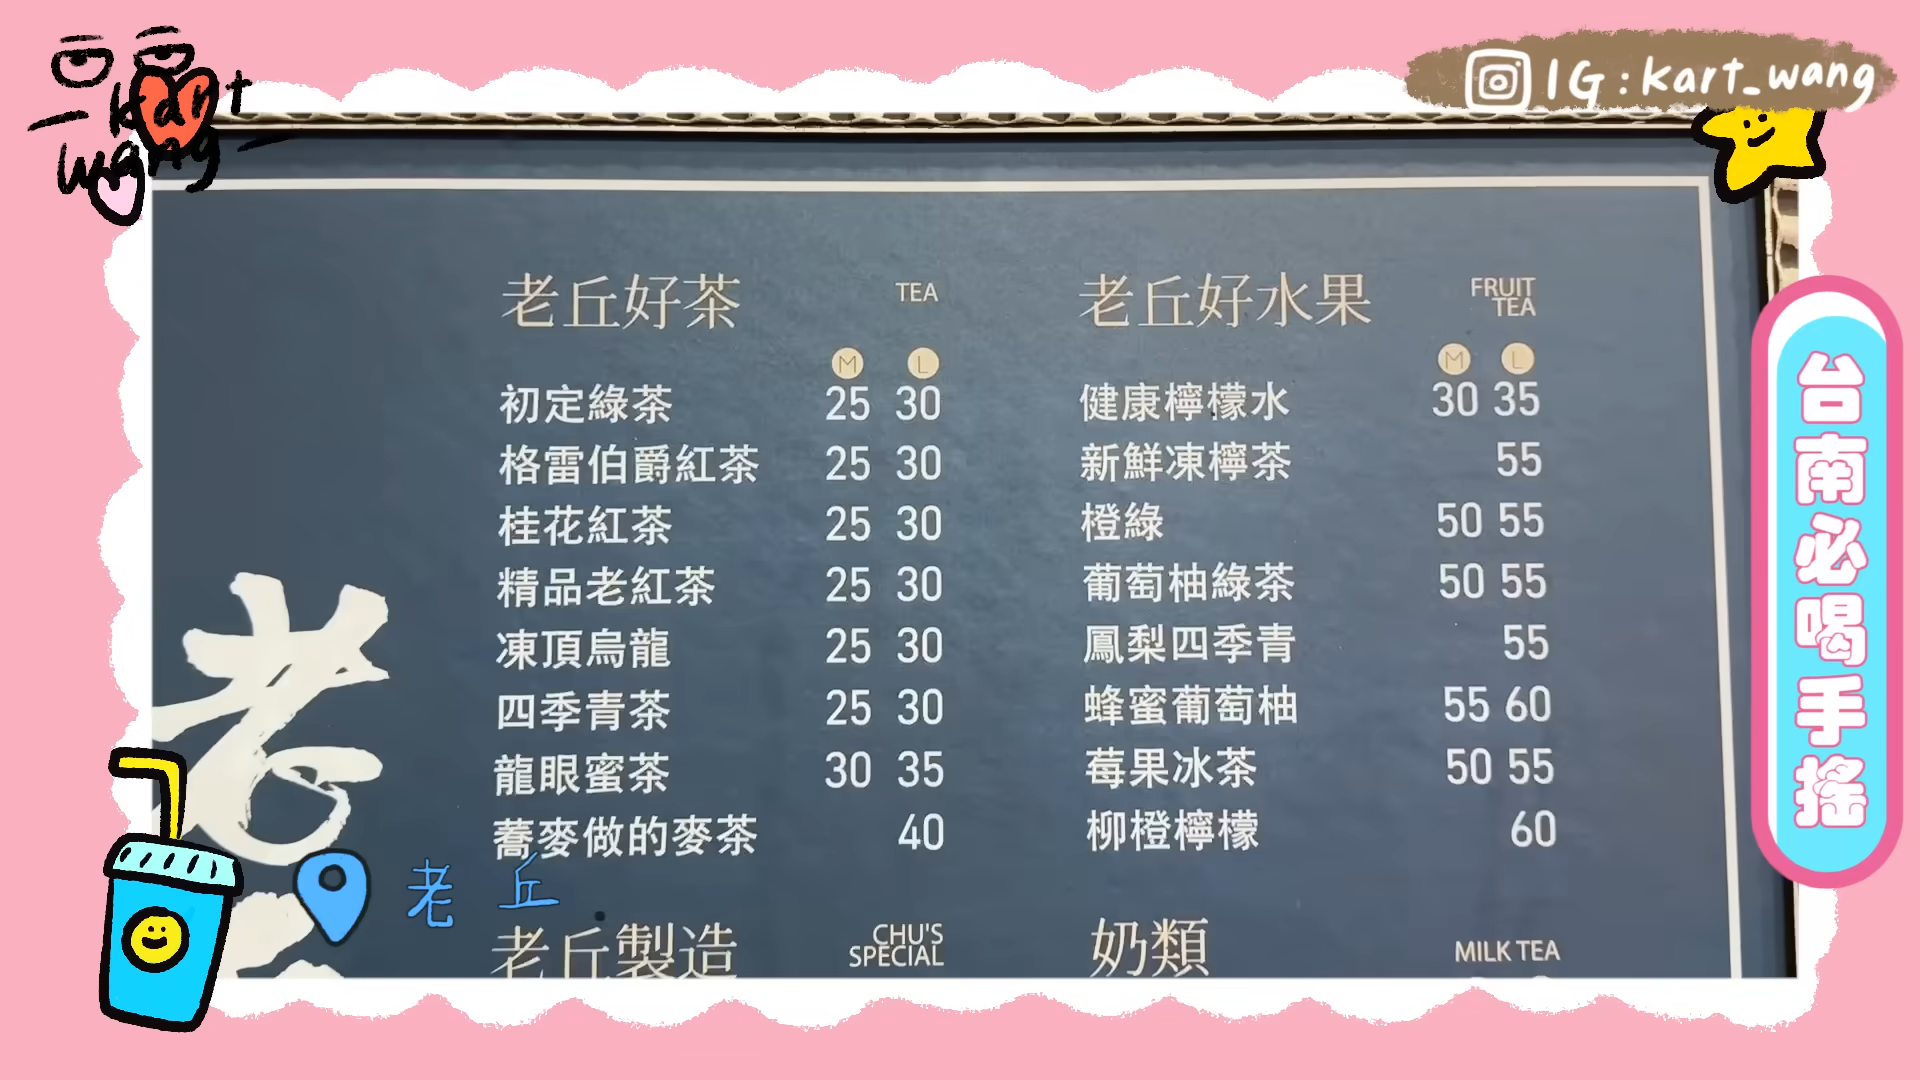 kart
wang
IG:kart_wang
老丘好茶 TEA
M L
初定綠茶 25 30
格雷伯爵紅茶 25 30
桂花紅茶 25 30
精品老紅茶 25 30
凍頂烏龍 25 30
四季青茶 25 30
龍眼蜜茶 30 35
蕎麥做的麥茶 40
老丘製造 CHU'S SPECIAL
老丘好水果 FRUIT TEA
M L
健康檸檬水 30 35
新鮮凍檸茶 55
橙綠 50 55
葡萄柚綠茶 50 55
鳳梨四季青 55
蜂蜜葡萄柚 55 60
莓果冰茶 50 55
柳橙檸檬 60
奶類 MILK TEA
老
老丘
台南必喝手搖